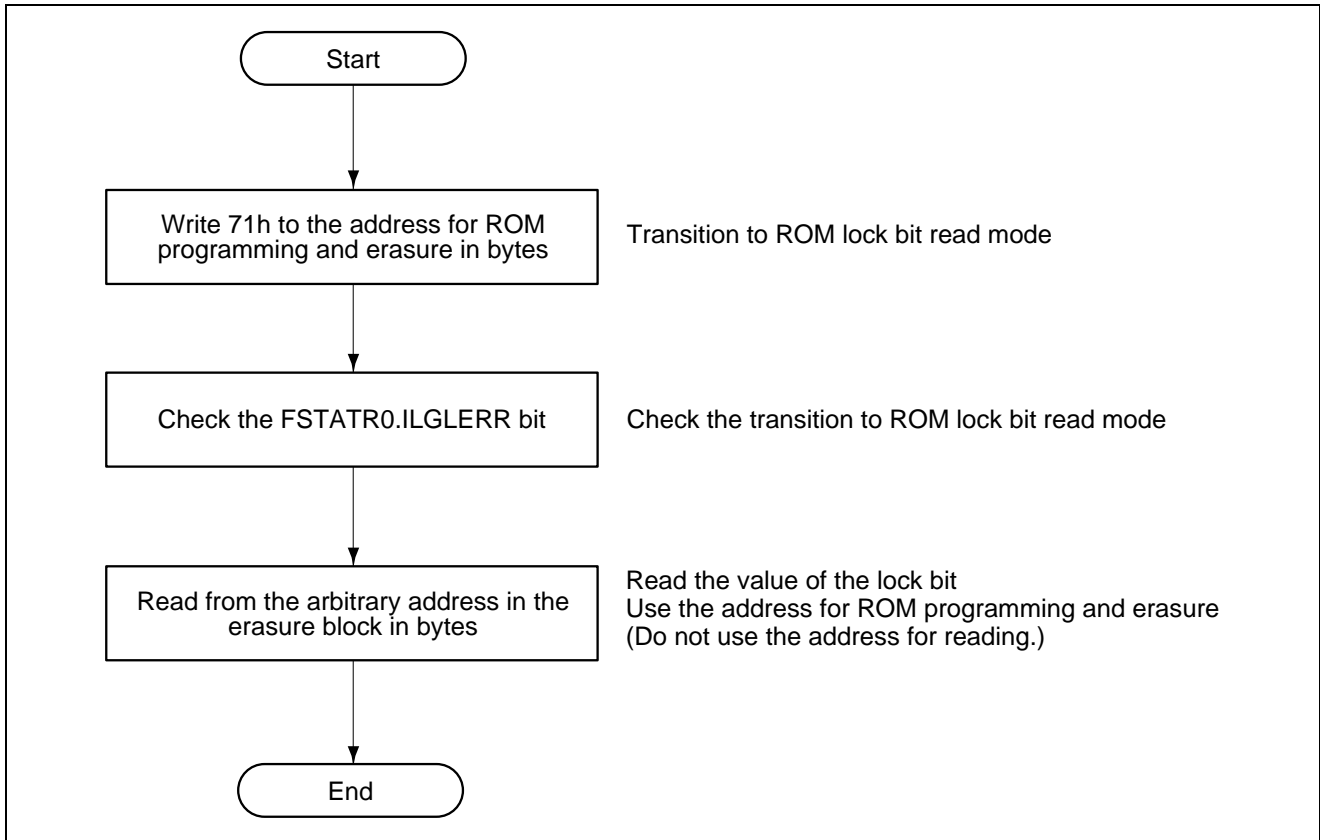 Start
Write 71h to the address for ROM
programming and erasure in bytes
Transition to ROM lock bit read mode
Check the FSTATR0.ILGLERR bit
Check the transition to ROM lock bit read mode
Read from the arbitrary address in the
erasure block in bytes
Read the value of the lock bit
Use the address for ROM programming and erasure
(Do not use the address for reading.)
End